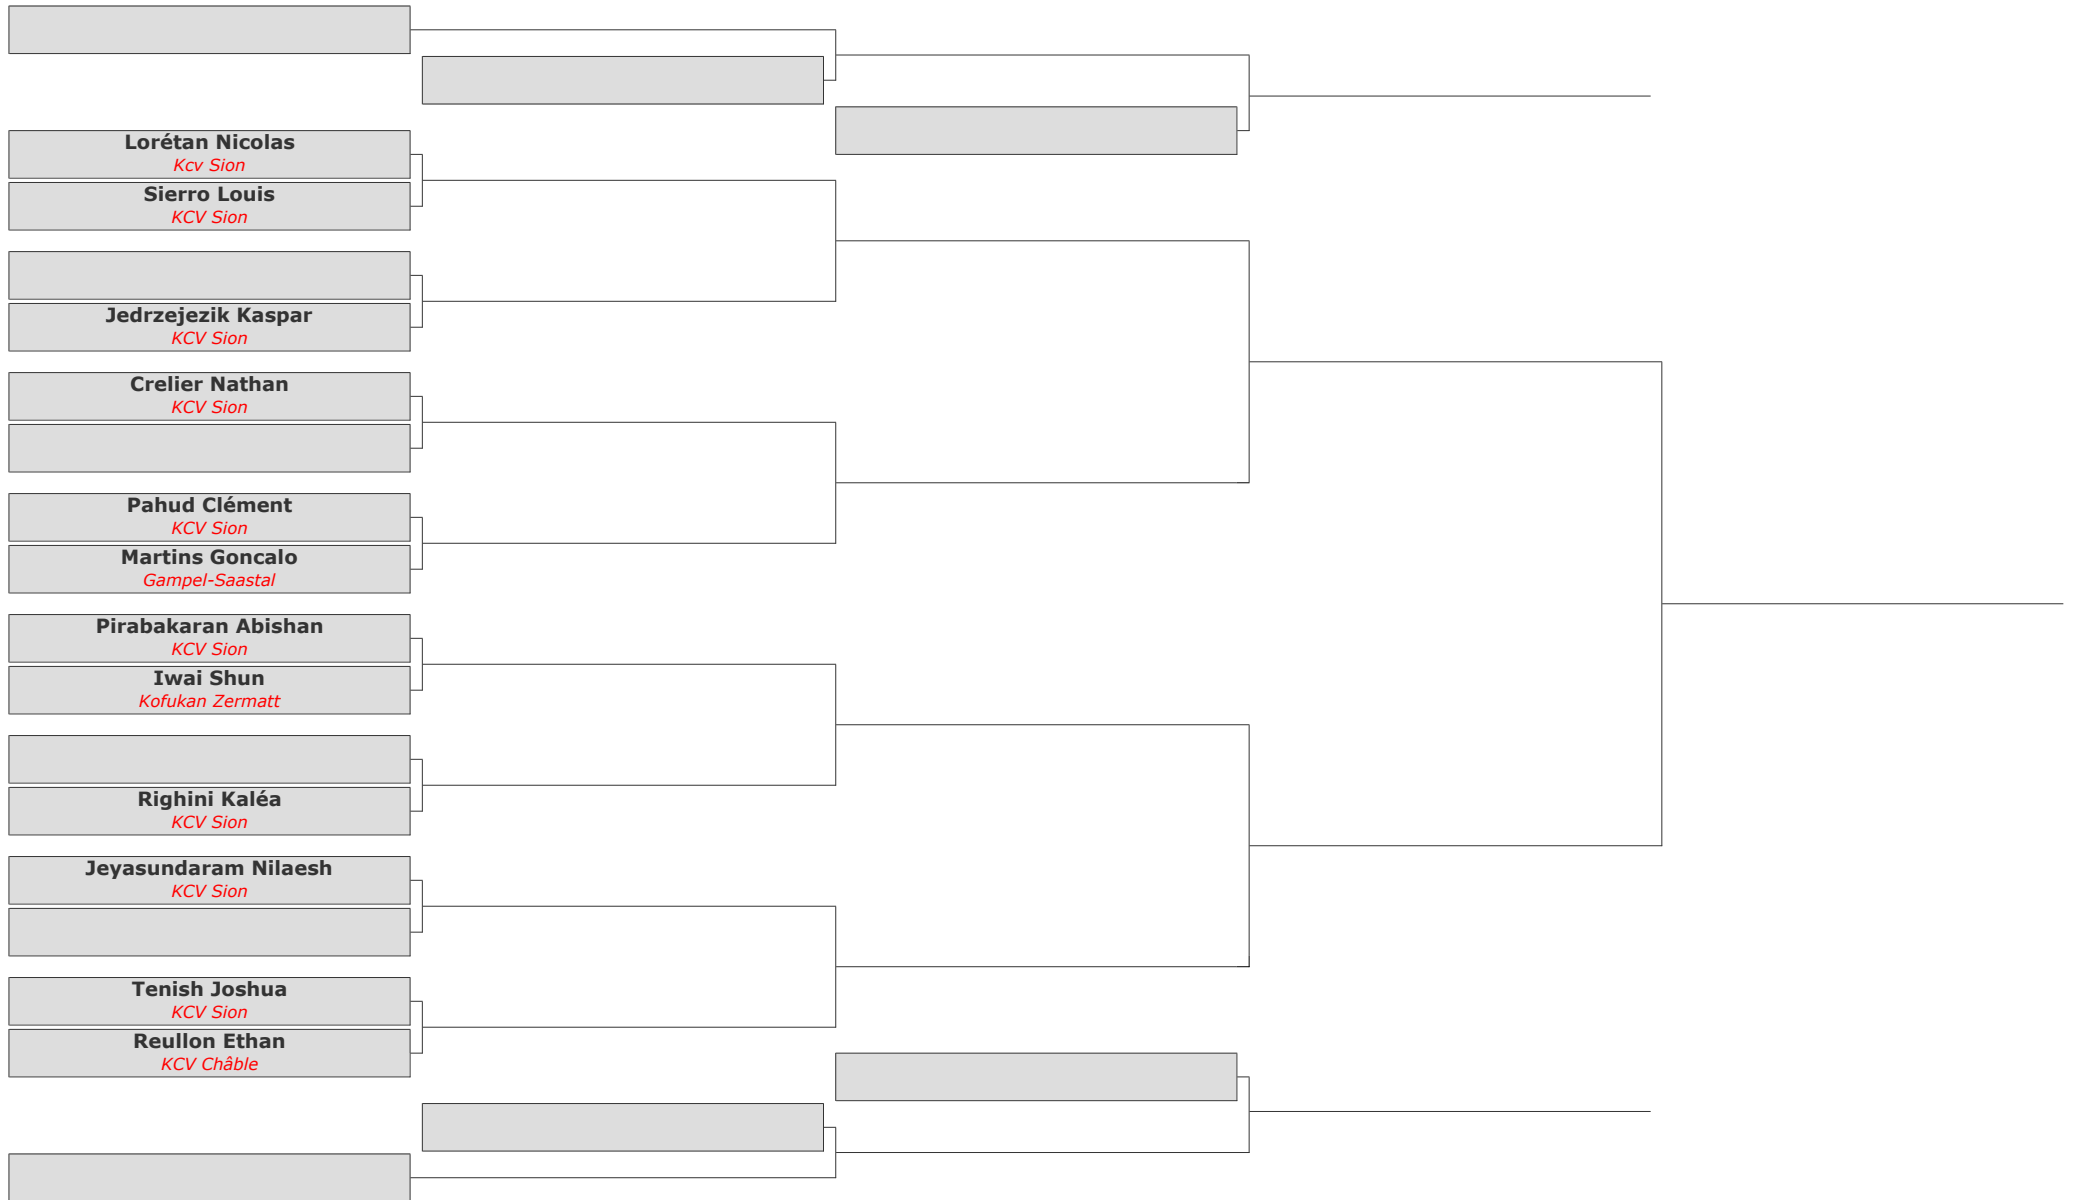 Lorétan Nicolas
Kcv Sion
Sierro Louis
KCV Sion
Jedrzejezik Kaspar
KCV Sion
Crelier Nathan
KCV Sion
Pahud Clément
KCV Sion
Martins Goncalo
Gampel-Saastal
Pirabakaran Abishan
KCV Sion
Iwai Shun
Kofukan Zermatt
Righini Kaléa
KCV Sion
Jeyasundaram Nilaesh
KCV Sion
Tenish Joshua
KCV Sion
Reullon Ethan
KCV Châble